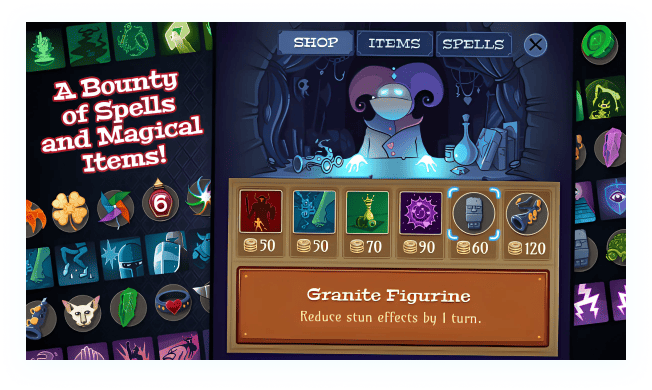 SHOP
ITEMS
SPELLS
A Bounty
of Spells
and Magical
Items!
6
50
50
70
90
60
120
Granite Figurine
Reduce stun effects by 1 turn.